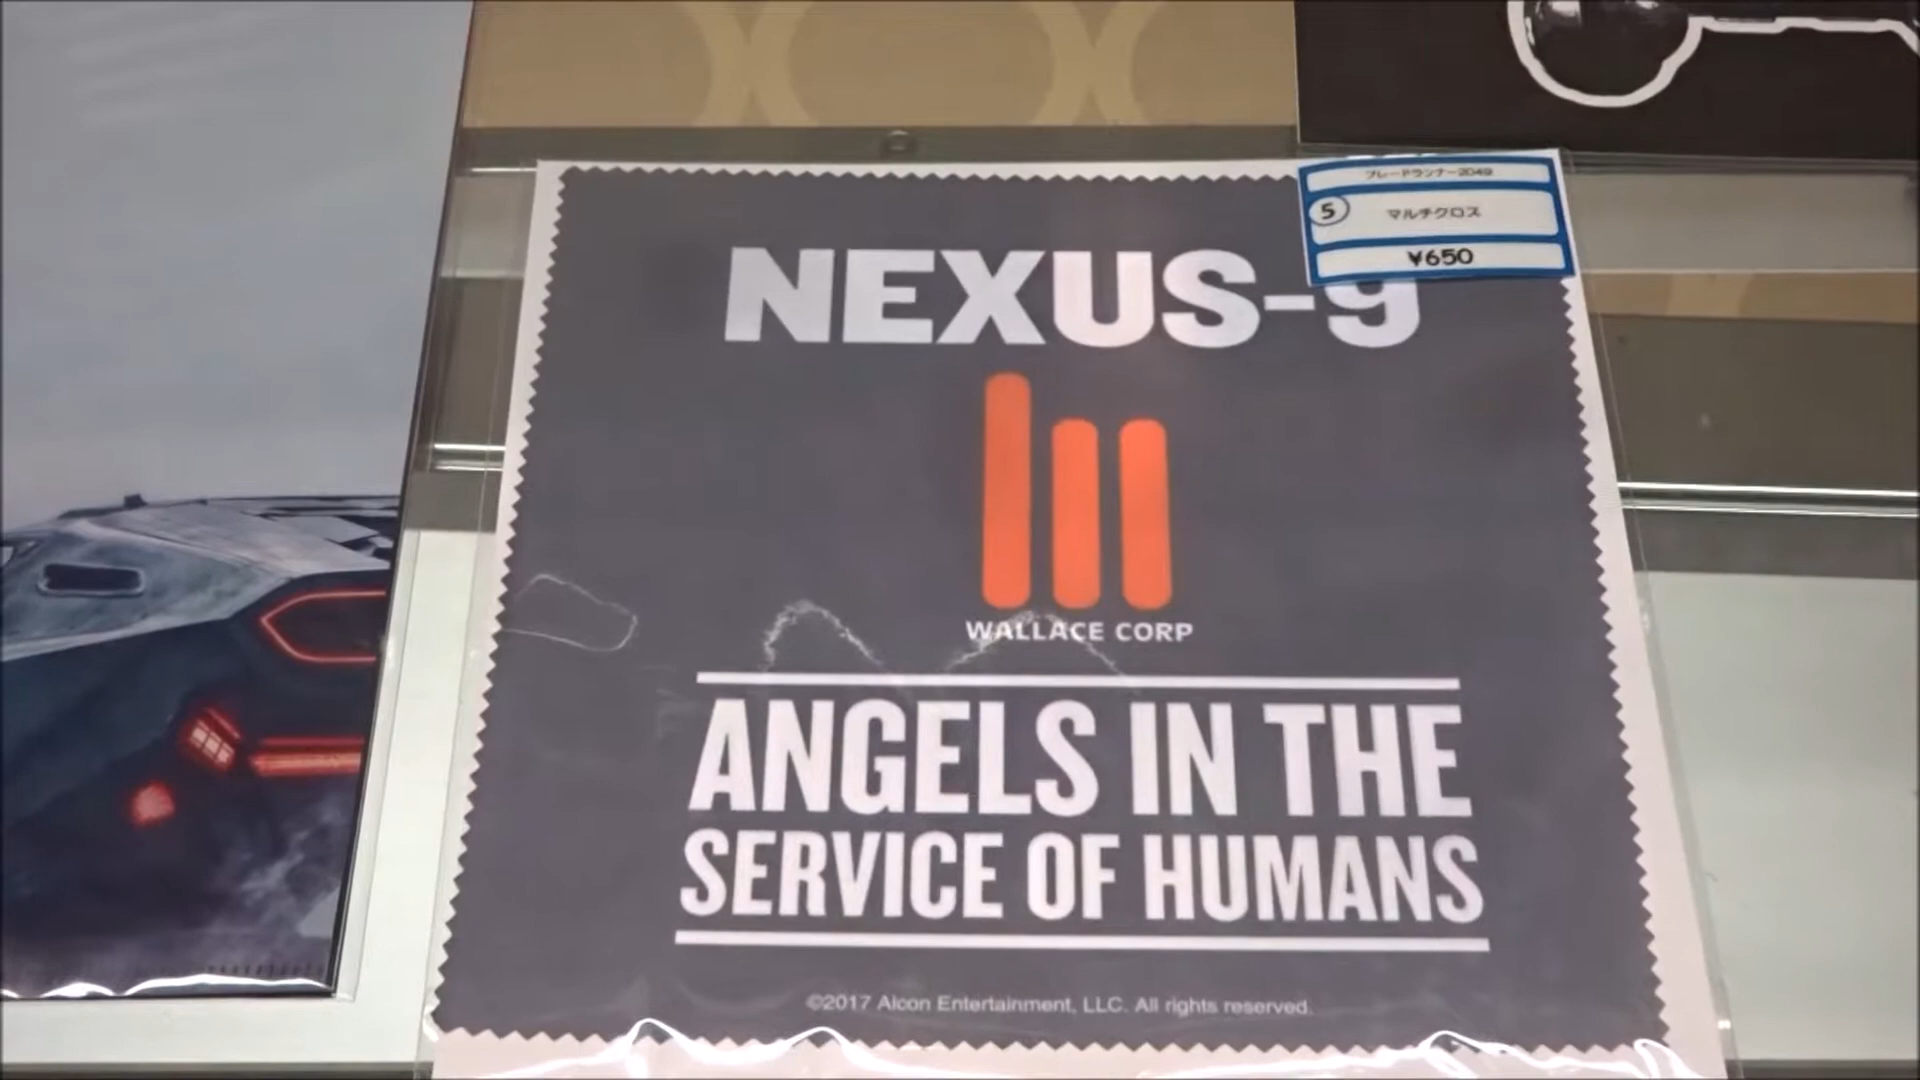 ブレードランナー2049
5 マルチクロス
¥650
NEXUS-9
WALLACE CORP
ANGELS IN THE
SERVICE OF HUMANS
©2017 Alcon Entertainment, LLC. All rights reserved.